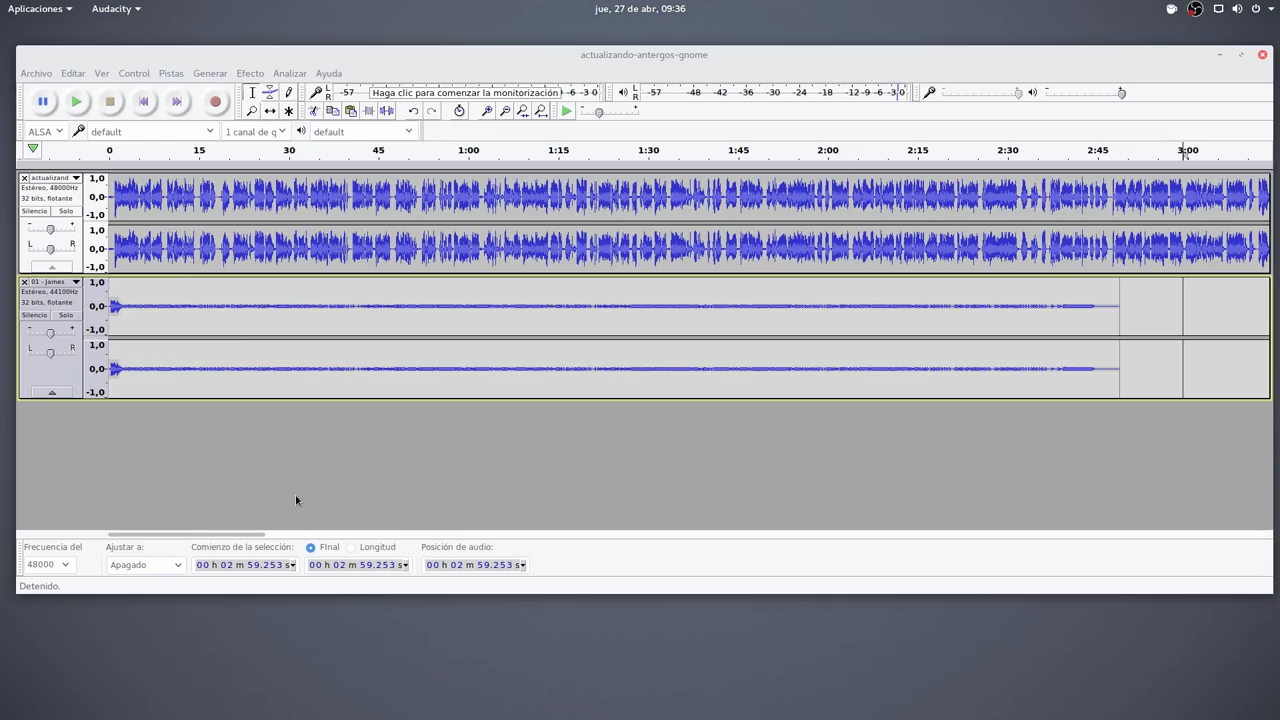 Aplicaciones Audacity jue, 27 de abr, 09:36
actualizando-antergos-gnome
Archivo Editar Ver Control Pistas Generar Efecto Analizar Ayuda
L R -57 Haga clic para comenzar la monitorización -6 -3 0 L R -57 -48 -42 -36 -30 -24 -18 -12 -9 -6 -3 0
ALSA default 1 canal de q default
0 15 30 45 1:00 1:15 1:30 1:45 2:00 2:15 2:30 2:45 3:00
actualizand 1,0
Estéreo, 48000Hz
32 bits, flotante 0,0
Silencio Solo -1,0
- +
1,0
L R 0,0
-1,0
01 - James 1,0
Estéreo, 44100Hz
32 bits, flotante 0,0
Silencio Solo
- + -1,0
L R 1,0
0,0
-1,0
Frecuencia del Ajustar a: Comienzo de la selección: FInal Longitud Posición de audio:
48000 Apagado 00 h 02 m 59.253 s 00 h 02 m 59.253 s 00 h 02 m 59.253 s
Detenido.